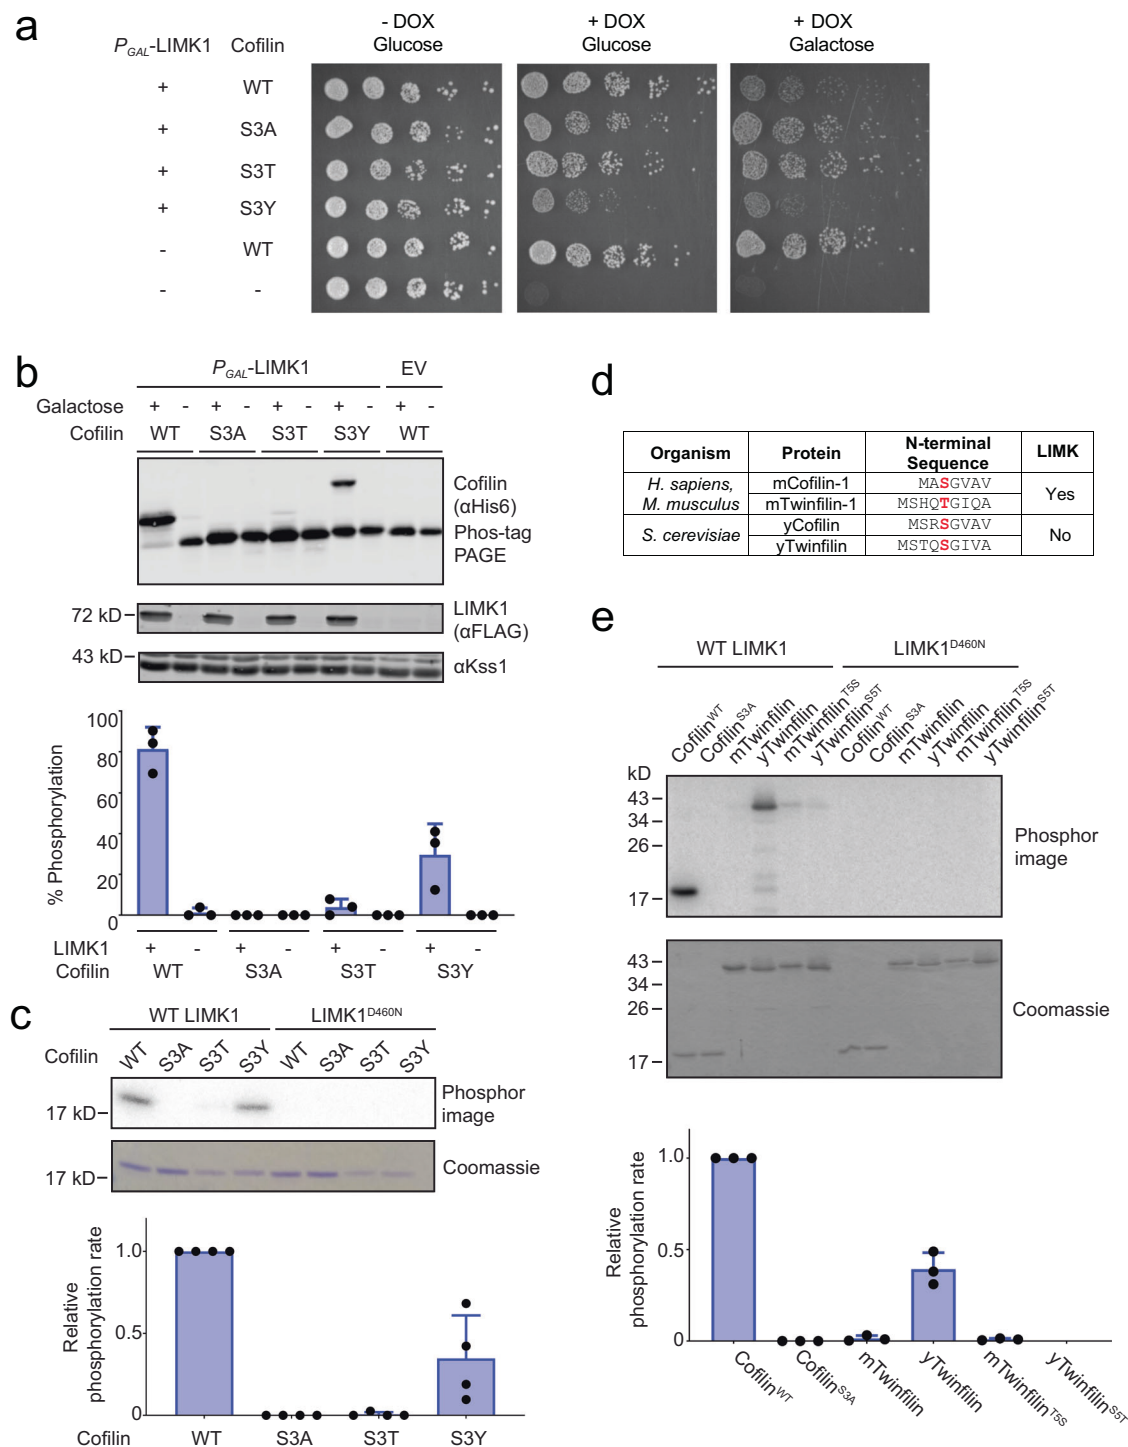 a
- DOX + DOX + DOX
P_GAL-LIMK1 Cofilin Glucose Glucose Galactose
+ WT
+ S3A
+ S3T
+ S3Y
- WT
- -
b
P_GAL-LIMK1 EV
Galactose + - + - + - + - + -
Cofilin WT S3A S3T S3Y WT
Cofilin
(αHis6)
Phos-tag
PAGE
72 kD LIMK1
(αFLAG)
43 kD αKss1
% Phosphorylation
100
80
60
40
20
0
LIMK1 + - + - + - + -
Cofilin WT S3A S3T S3Y
c
WT LIMK1 LIMK1^D460N
Cofilin WT S3A S3T S3Y WT S3A S3T S3Y
17 kD Phosphor
image
17 kD Coomassie
Relative
phosphorylation rate
1.0
0.5
0
Cofilin WT S3A S3T S3Y
d
Organism Protein N-terminal Sequence LIMK
H. sapiens, mCofilin-1 MASGVAV Yes
M. musculus mTwinfilin-1 MSHQTGIQA
S. cerevisiae yCofilin MSRSGVAV No
yTwinfilin MSTQSGIVA
e
WT LIMK1 LIMK1^D460N
Cofilin^WT Cofilin^S3A mTwinfilin yTwinfilin mTwinfilin^T5S yTwinfilin^S5T Cofilin^WT Cofilin^S3A mTwinfilin yTwinfilin mTwinfilin^T5S yTwinfilin^S5T
kD
43
34
26
17
Phosphor
image
43
34
26
17
Coomassie
Relative
phosphorylation rate
1.0
0.5
0
Cofilin^WT Cofilin^S3A mTwinfilin yTwinfilin mTwinfilin^T5S yTwinfilin^S5T